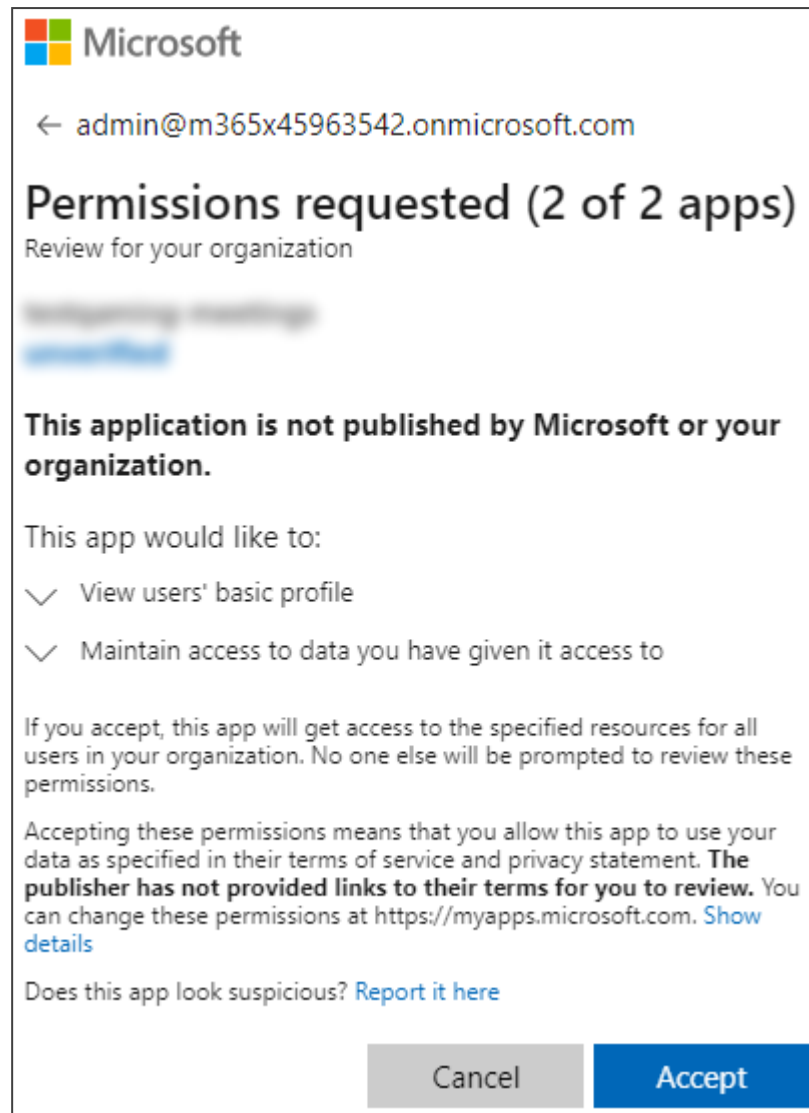 Microsoft
← admin@m365x45963542.onmicrosoft.com
Permissions requested (2 of 2 apps)
Review for your organization
unverified
This application is not published by Microsoft or your
organization.
This app would like to:
View users' basic profile
Maintain access to data you have given it access to
If you accept, this app will get access to the specified resources for all
users in your organization. No one else will be prompted to review these
permissions.
Accepting these permissions means that you allow this app to use your
data as specified in their terms of service and privacy statement. The
publisher has not provided links to their terms for you to review. You
can change these permissions at https://myapps.microsoft.com. Show
details
Does this app look suspicious? Report it here
Cancel
Accept